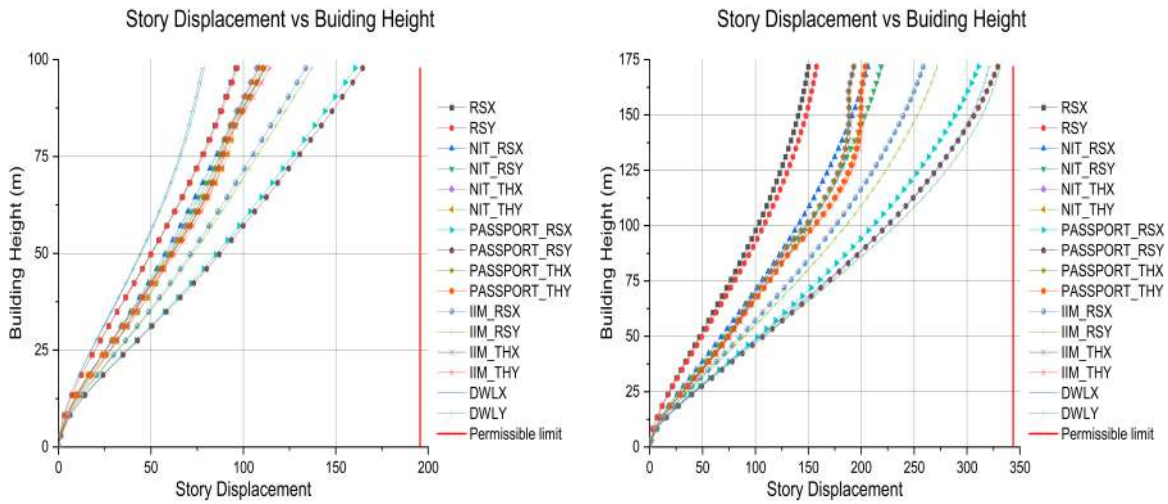 Story Displacement vs Buiding Height
Building Height (m)
100
75
50
25
0
0
50
100
150
200
Story Displacement
RSX
RSY
NIT_RSX
NIT_RSY
NIT_THX
NIT_THY
PASSPORT_RSX
PASSPORT_RSY
PASSPORT_THX
PASSPORT_THY
IIM_RSX
IIM_RSY
IIM_THX
IIM_THY
DWLX
DWLY
Permissible limit
Story Displacement vs Buiding Height
Building Height (m)
175
150
125
100
75
50
25
0
0
50
100
150
200
250
300
350
Story Displacement
RSX
RSY
NIT_RSX
NIT_RSY
NIT_THX
NIT_THY
PASSPORT_RSX
PASSPORT_RSY
PASSPORT_THX
PASSPORT_THY
IIM_RSX
IIM_RSY
IIM_THX
IIM_THY
DWLX
DWLY
Permissible limit